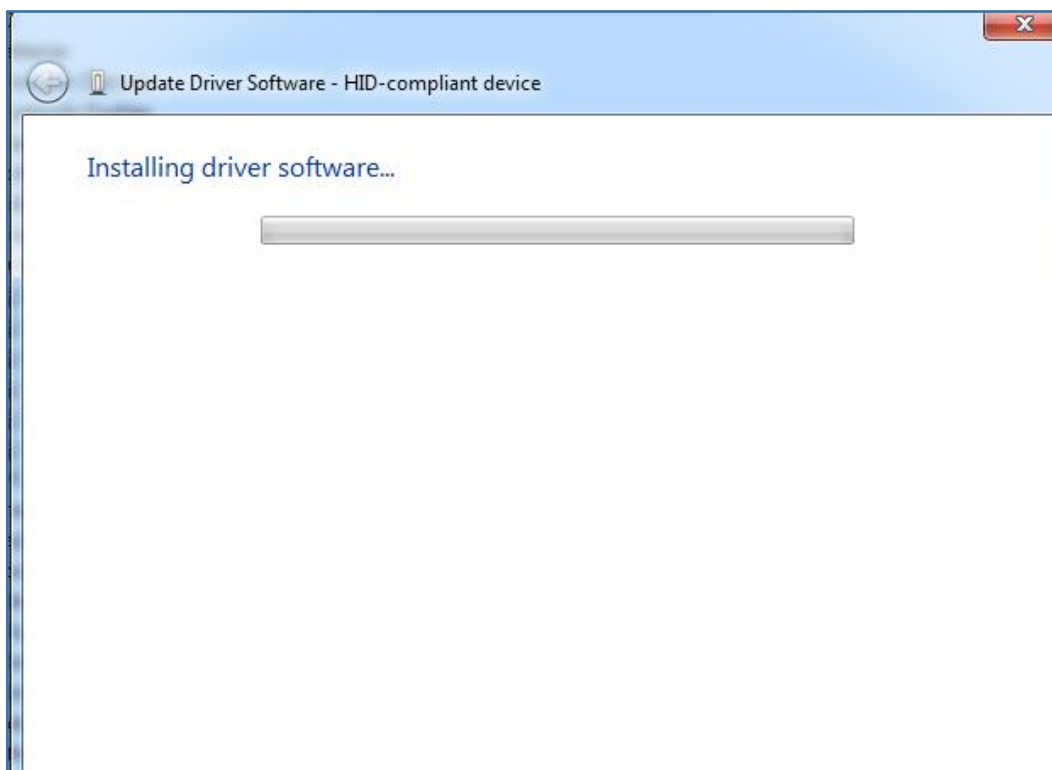 Update Driver Software - HID-compliant device
Installing driver software...